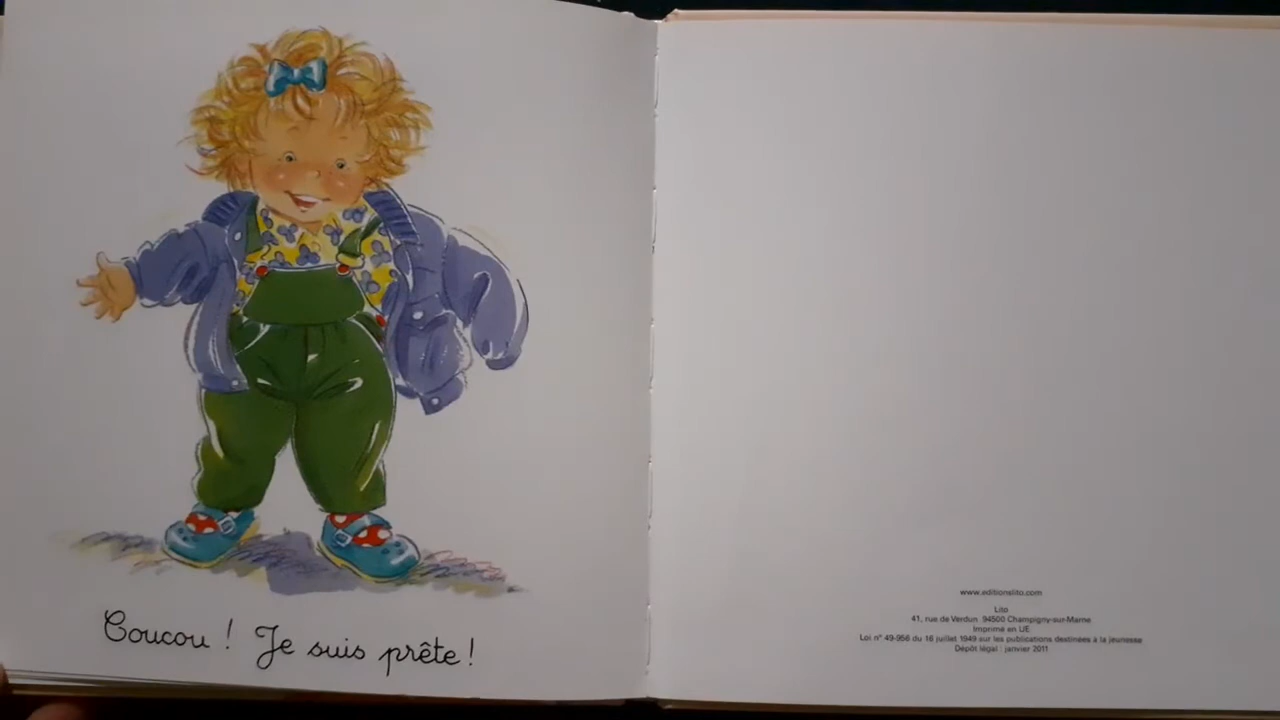 Coucou ! Je suis prête !
www.editionslito.com
Lito
41, rue de Verdun 94500 Champigny-sur-Marne
Imprimé en UE
Loi n° 49-956 du 16 juillet 1949 sur les publications destinées à la jeunesse
Dépôt légal : janvier 2011